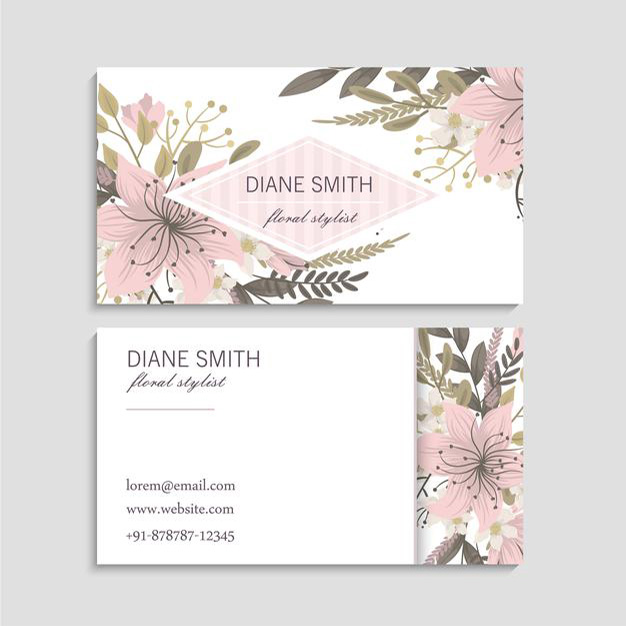 DIANE SMITH
floral stylist
DIANE SMITH
floral stylist
lorem@email.com
www.website.com
+91-878787-12345